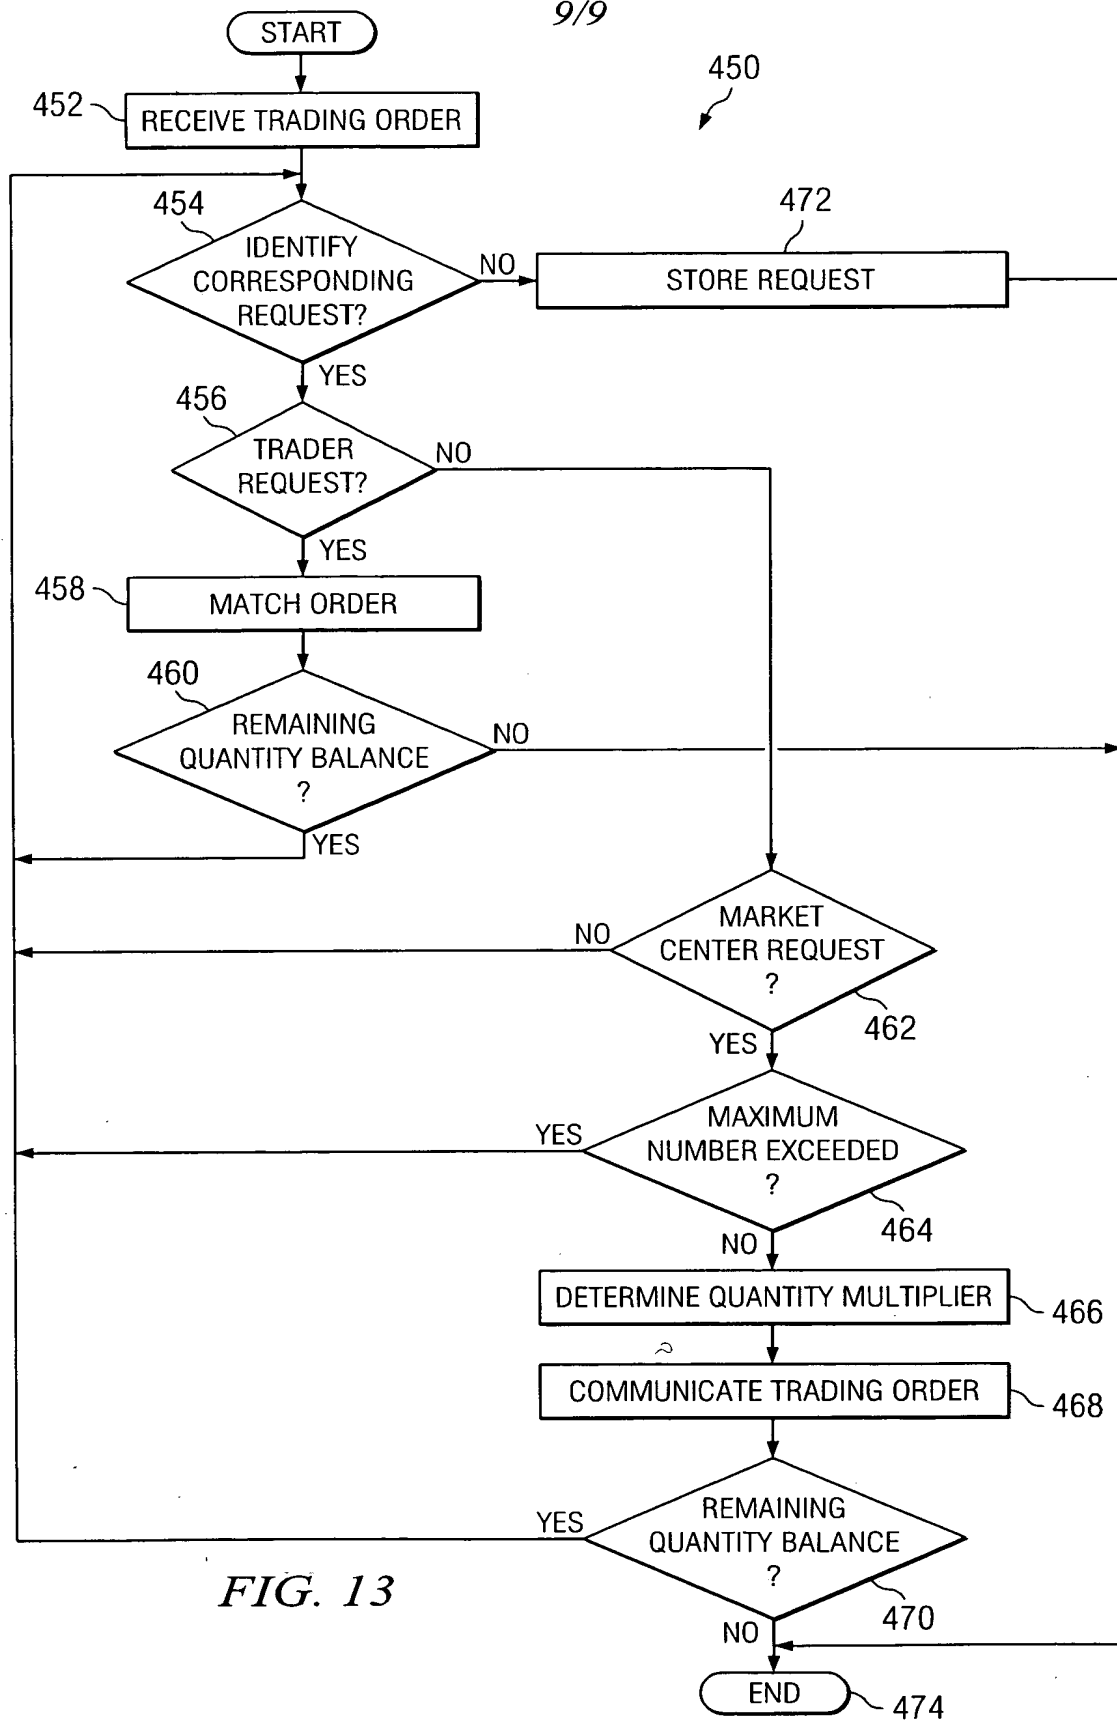 9/9
START
450
452
RECEIVE TRADING ORDER
454
472
IDENTIFY
CORRESPONDING
REQUEST?
NO
STORE REQUEST
YES
456
TRADER
REQUEST?
NO
YES
458
MATCH ORDER
460
REMAINING
QUANTITY BALANCE
?
NO
YES
MARKET
CENTER REQUEST
?
NO
462
YES
MAXIMUM
NUMBER EXCEEDED
?
YES
464
NO
DETERMINE QUANTITY MULTIPLIER
466
COMMUNICATE TRADING ORDER
468
REMAINING
QUANTITY BALANCE
?
YES
470
FIG. 13
NO
END
474